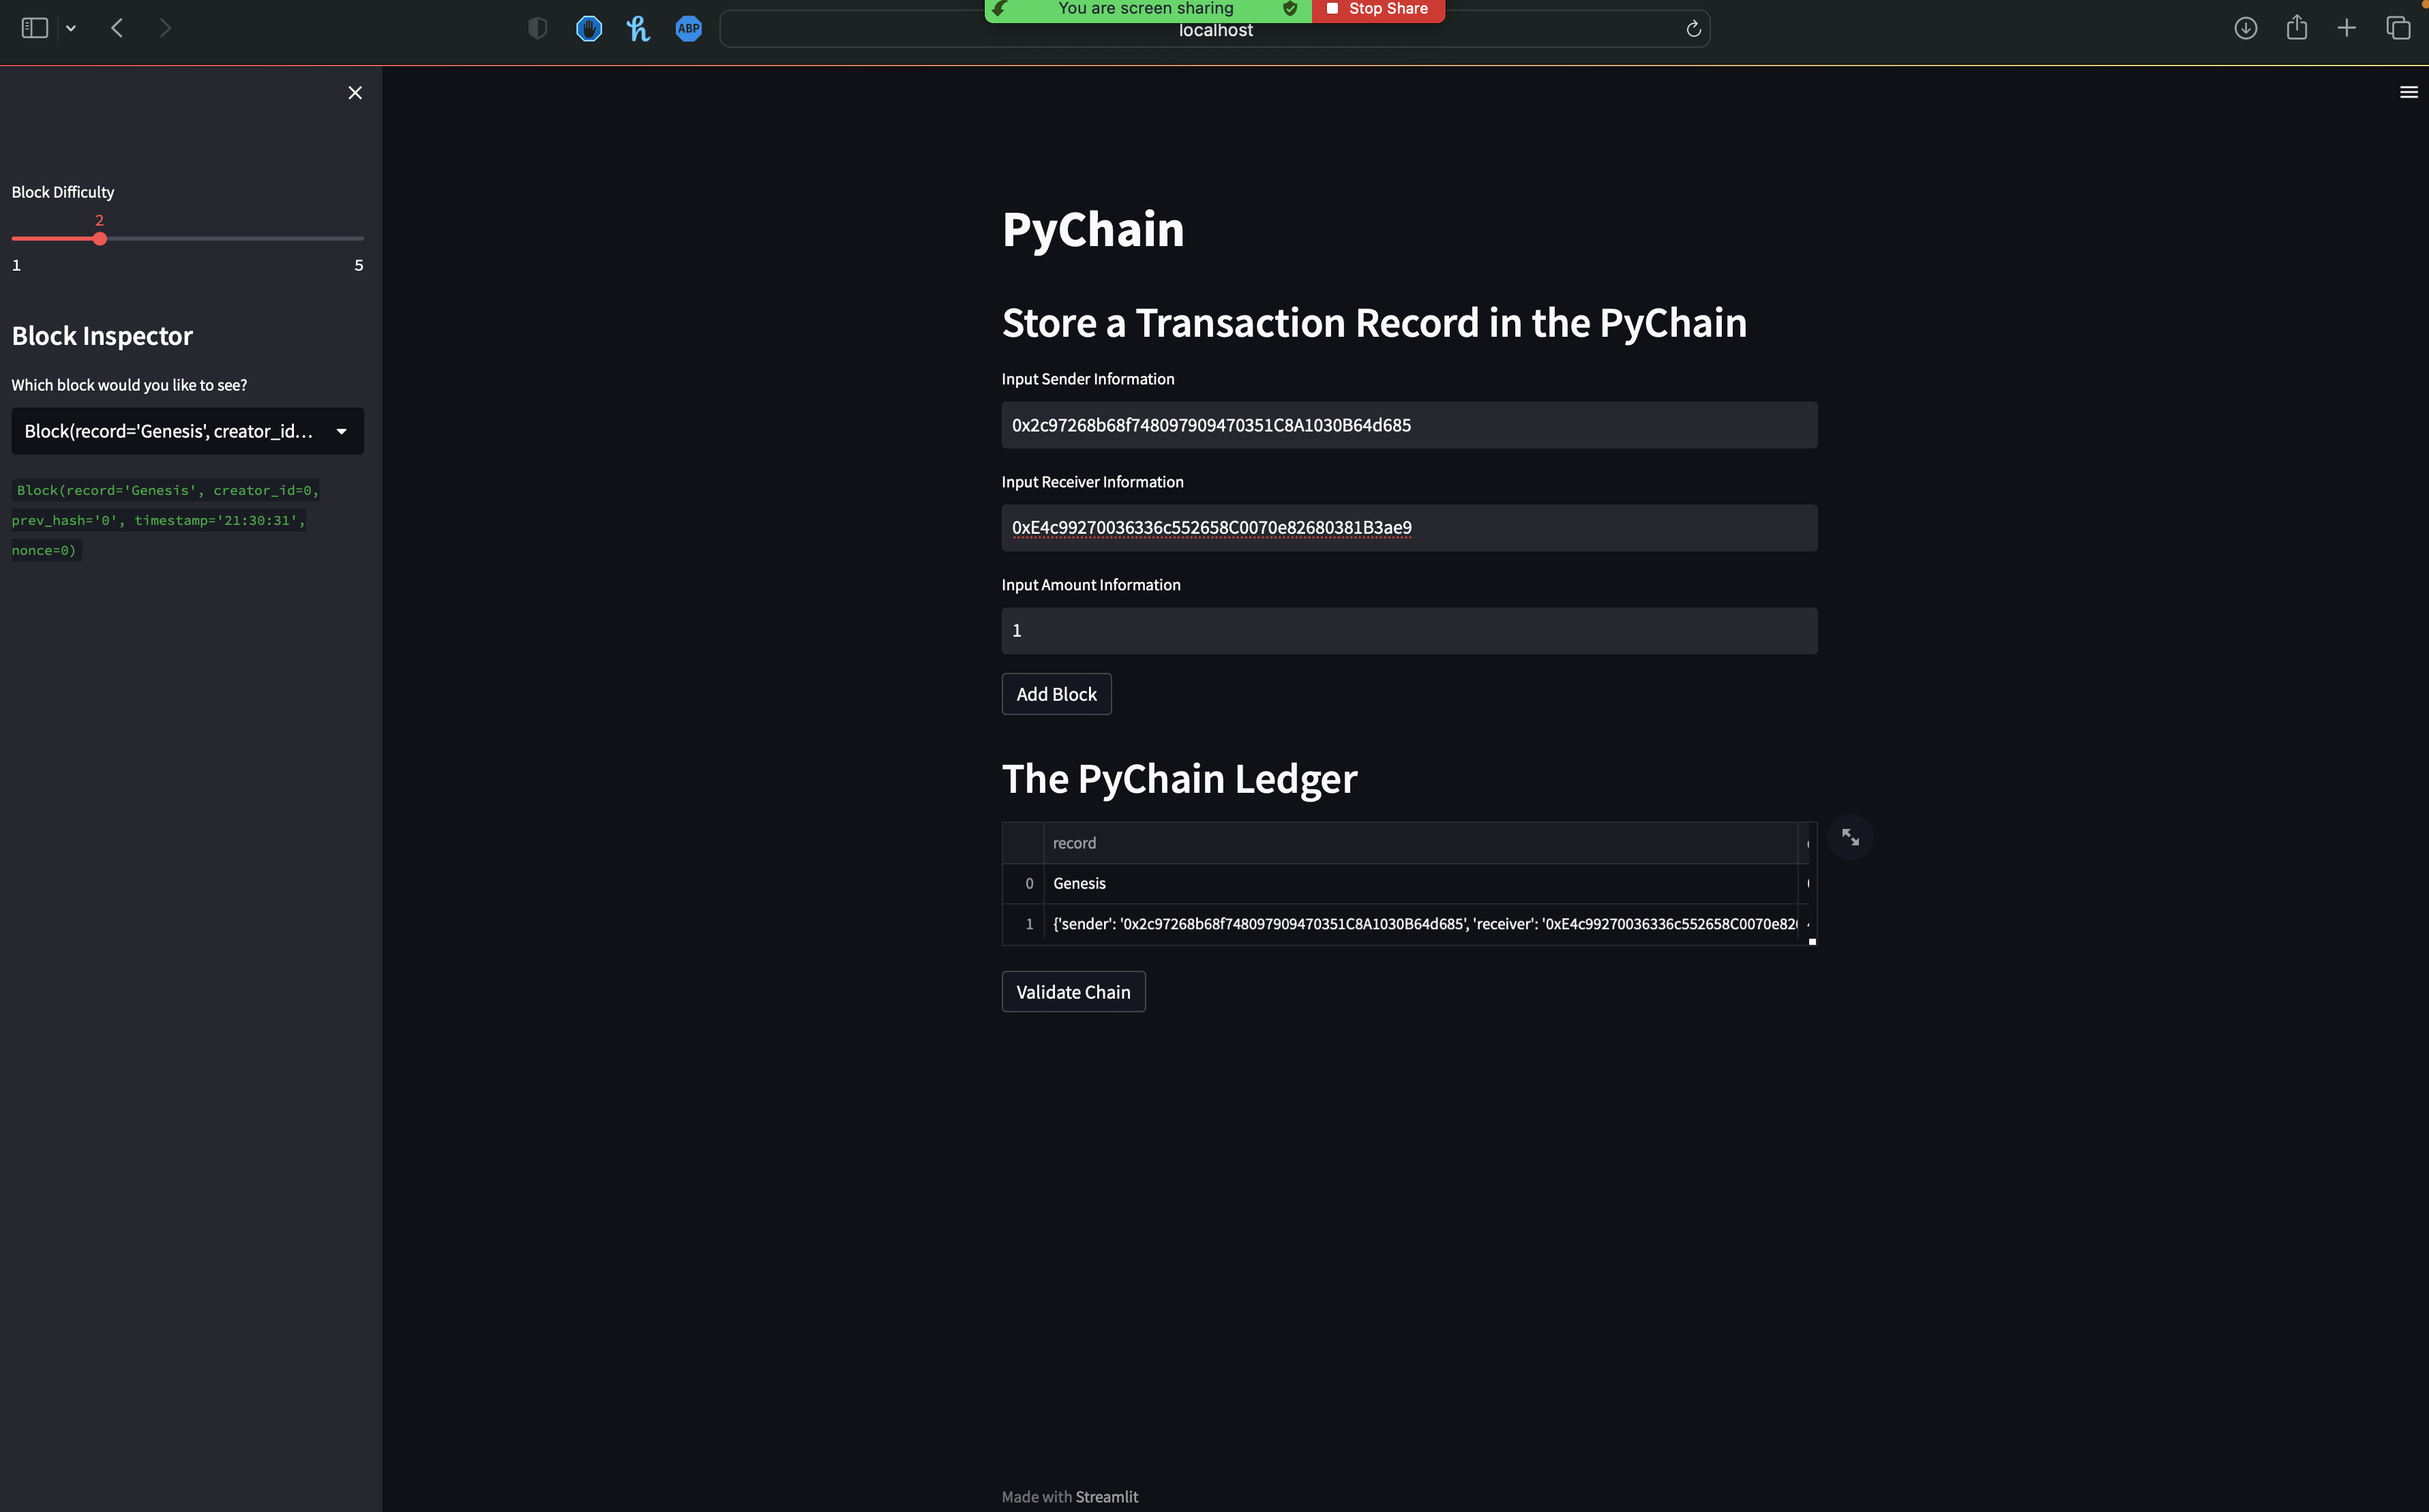 You are screen sharing
Stop Share
ABP
localhost
Block Difficulty
2
1 5
Block Inspector
Which block would you like to see?
Block(record='Genesis', creator_id...
Block(record='Genesis', creator_id=0,
prev_hash='0', timestamp='21:30:31',
nonce=0)
PyChain
Store a Transaction Record in the PyChain
Input Sender Information
0x2c97268b68f748097909470351C8A1030B64d685
Input Receiver Information
0xE4c99270036336c552658C0070e82680381B3ae9
Input Amount Information
1
Add Block
The PyChain Ledger
record
0 Genesis
1 {'sender': '0x2c97268b68f748097909470351C8A1030B64d685', 'receiver': '0xE4c99270036336c552658C0070e82
Validate Chain
Made with Streamlit